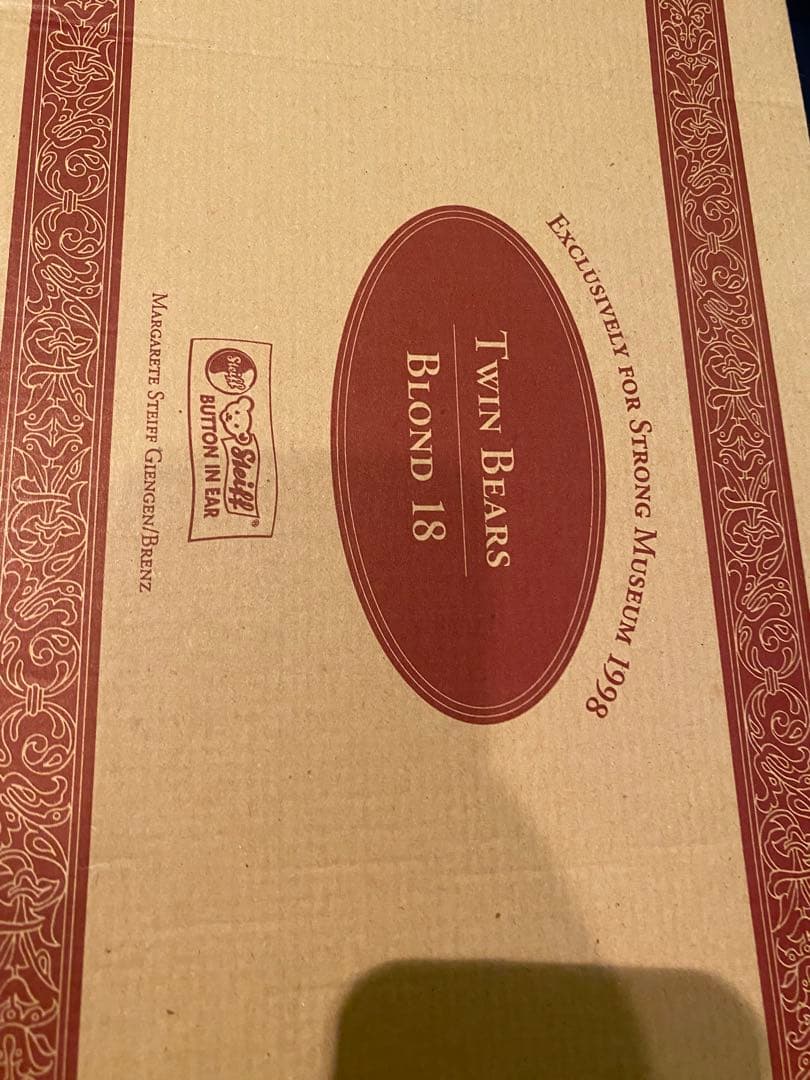 EXCLUSIVELY FOR STRONG MUSEUM 1998
TWIN BEARS
BLOND 18
Steiff
Steiff®
BUTTON IN EAR
MARGARETE STEIFF GIENGEN/BRENZ